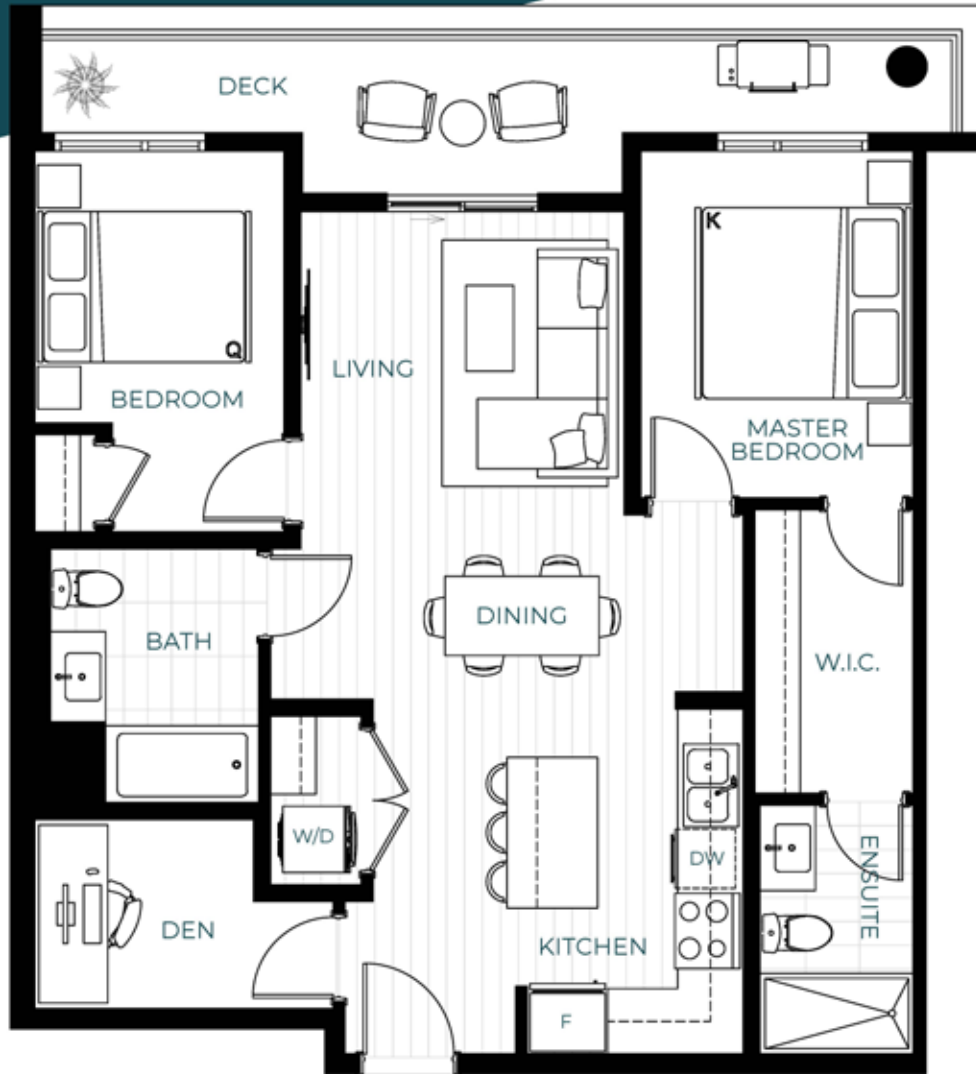 DECK
K
Q
LIVING
BEDROOM
MASTER
BEDROOM
DINING
BATH
W.I.C.
W/D
DW
ENSUITE
DEN
KITCHEN
F